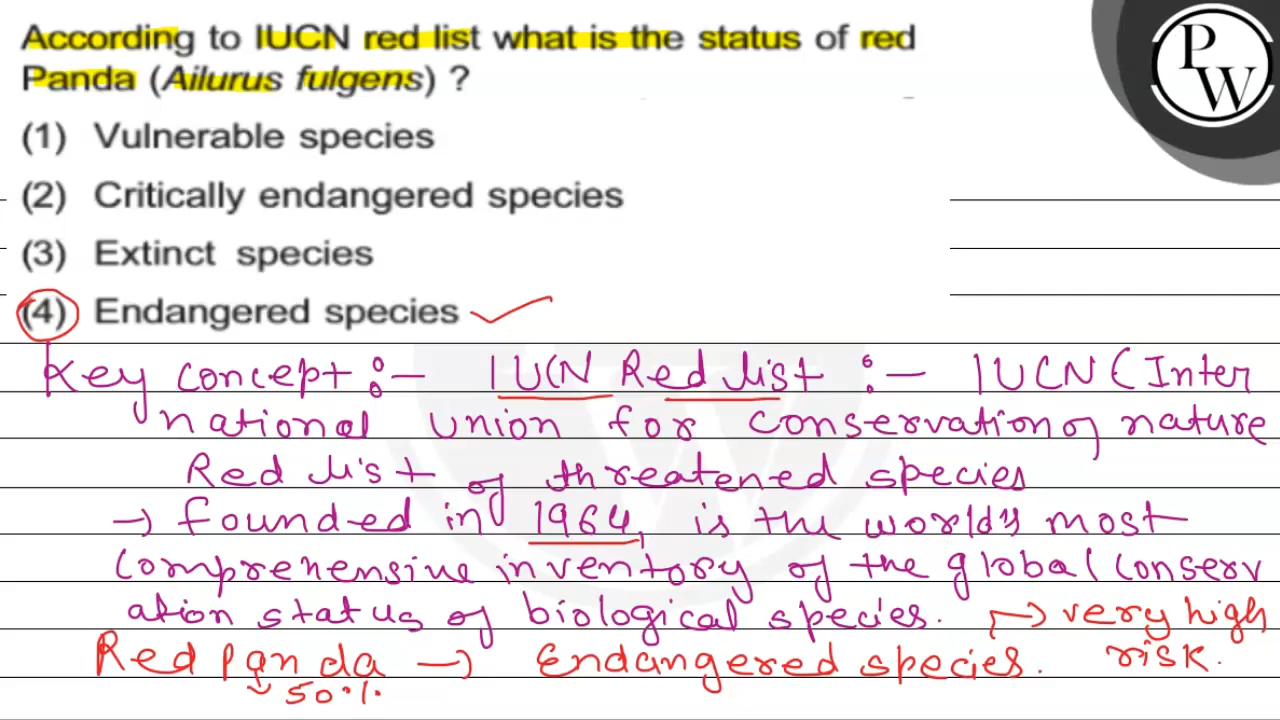 According to IUCN red list what is the status of red
Panda (Ailurus fulgens) ?
PW
(1) Vulnerable species
(2) Critically endangered species
(3) Extinct species
(4) Endangered species
Key concept :- IUCN Red list :- IUCN (Inter
national union for conservation of nature
Red list of threatened species
→ founded in 1964, is the world's most
comprehensive inventory of the global conserv
ation status of biological species. → very high
Red panda → Endangered species. risk.
50%